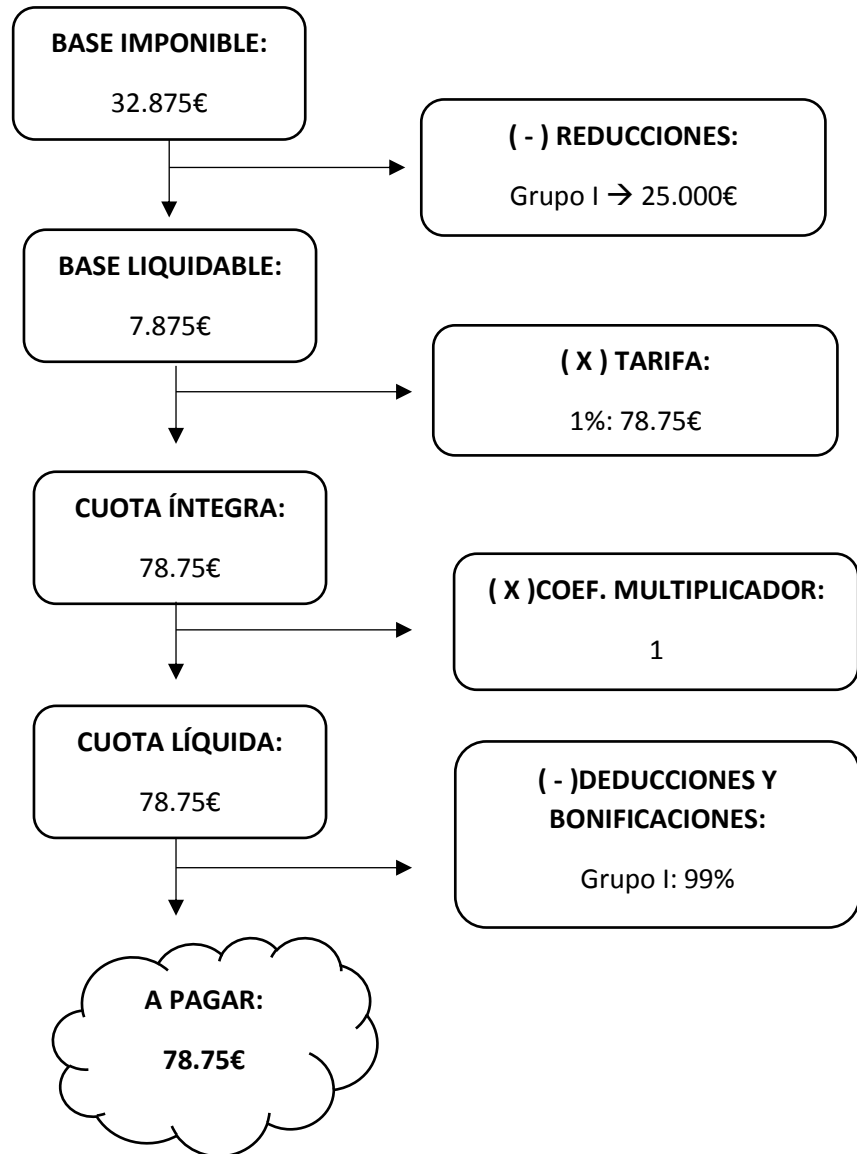 BASE IMPONIBLE:
32.875€
( - ) REDUCCIONES:
Grupo I → 25.000€
BASE LIQUIDABLE:
7.875€
( X ) TARIFA:
1%: 78.75€
CUOTA ÍNTEGRA:
78.75€
( X )COEF. MULTIPLICADOR:
1
CUOTA LÍQUIDA:
78.75€
( - )DEDUCCIONES Y
BONIFICACIONES:
Grupo I: 99%
A PAGAR:
78.75€